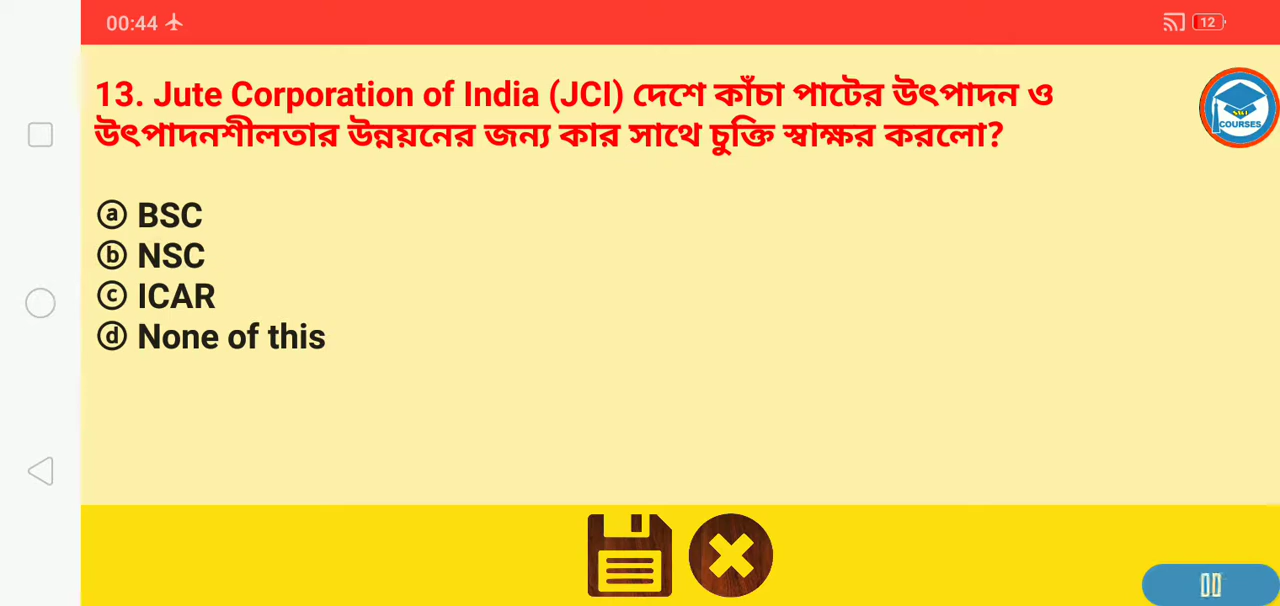 00:44
12
13. Jute Corporation of India (JCI) দেশে কাঁচা পাটের উৎপাদন ও
উৎপাদনশীলতার উন্নয়নের জন্য কার সাথে চুক্তি স্বাক্ষর করলো?
COURSES
ⓐ BSC
ⓑ NSC
ⓒ ICAR
ⓓ None of this